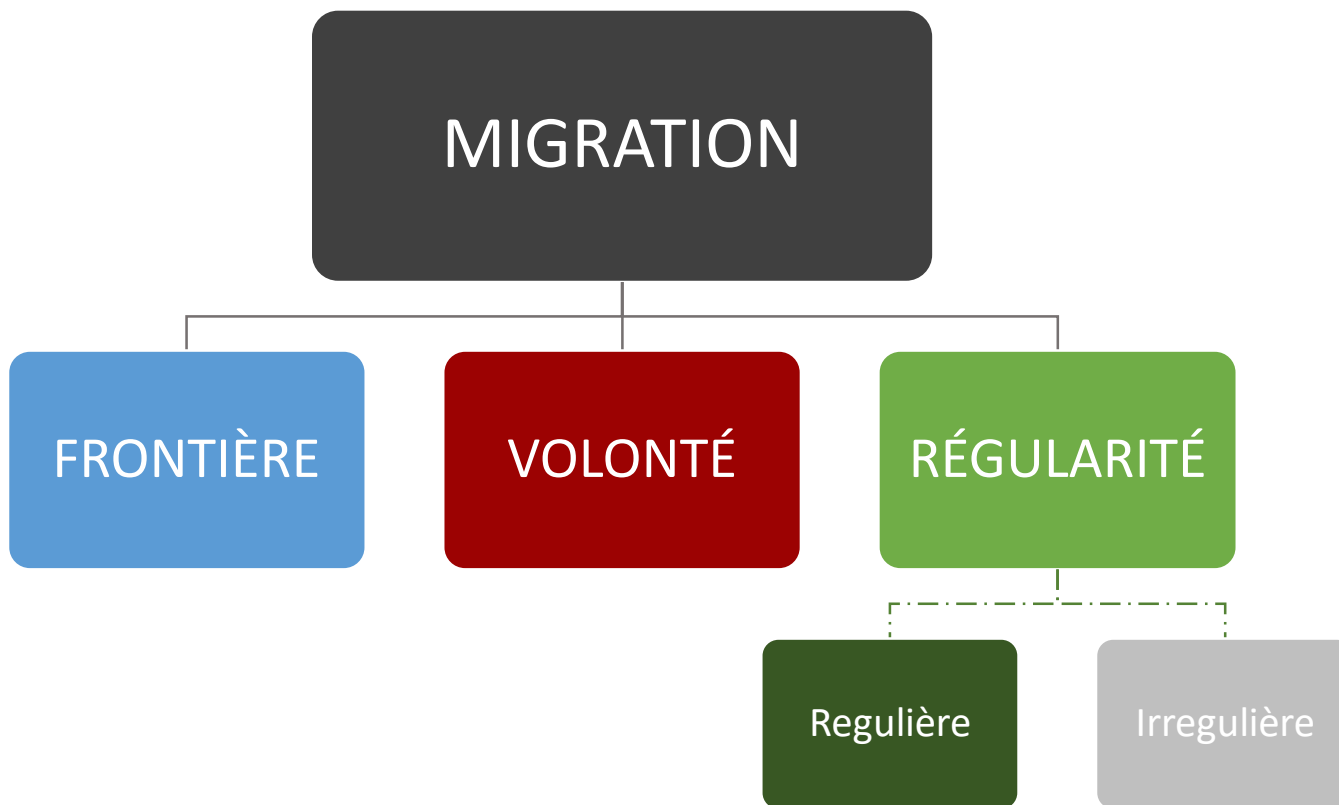 MIGRATION
FRONTIÈRE
VOLONTÉ
RÉGULARITÉ
Regulière
Irregulière